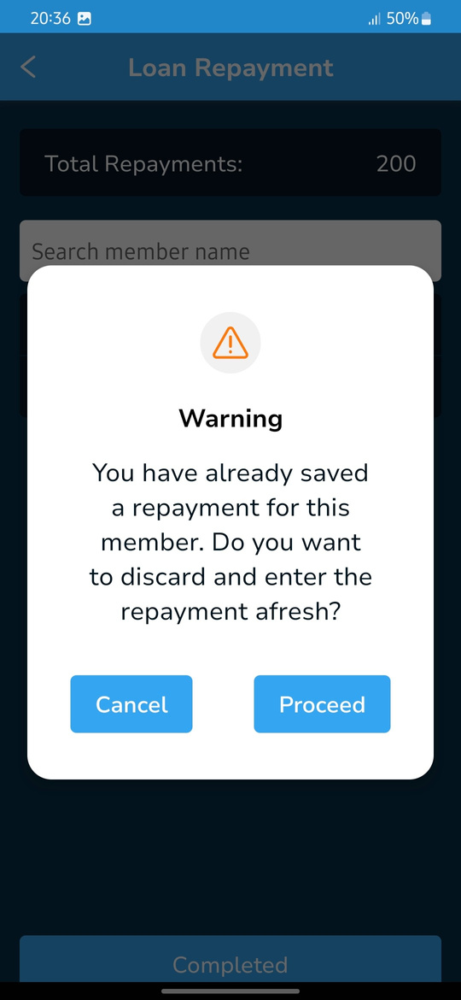 20:36 50%
Loan Repayment
Total Repayments: 200
Search member name
Warning
You have already saved
a repayment for this
member. Do you want
to discard and enter the
repayment afresh?
Cancel Proceed
Completed